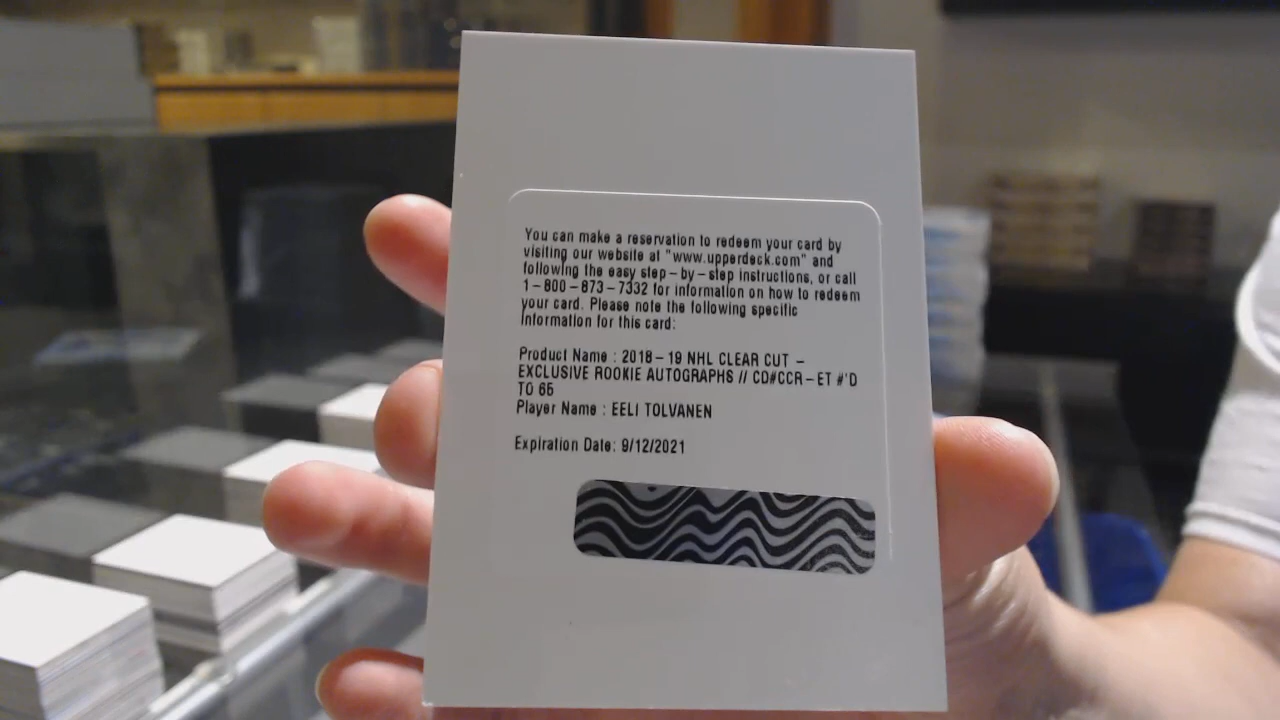 You can make a reservation to redeem your card by
visiting our website at "www.upperdeck.com" and
following the easy step-by-step instructions, or call
1-800-873-7332 for information on how to redeem
your card. Please note the following specific
information for this card:
Product Name : 2018-19 NHL CLEAR CUT -
EXCLUSIVE ROOKIE AUTOGRAPHS // CD#CCR-ET #'D
TO 65
Player Name : EELI TOLVANEN
Expiration Date: 9/12/2021